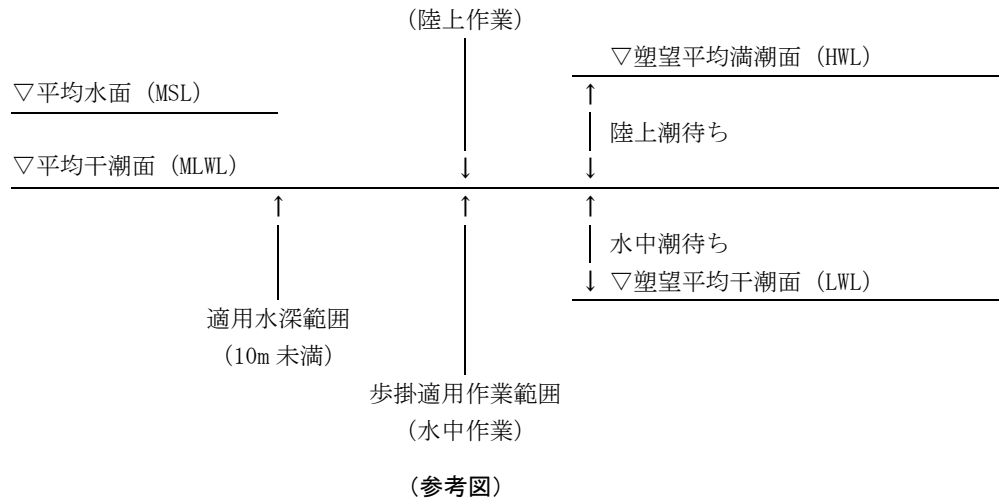 (陸上作業)
▽塑望平均満潮面 (HWL)
▽平均水面 (MSL)
↑
陸上潮待ち
▽平均干潮面 (MLWL)
↓ ↓
↑ ↑ ↑
水中潮待ち
↓ ▽塑望平均干潮面 (LWL)
適用水深範囲
(10m 未満)
歩掛適用作業範囲
(水中作業)
(参考図)